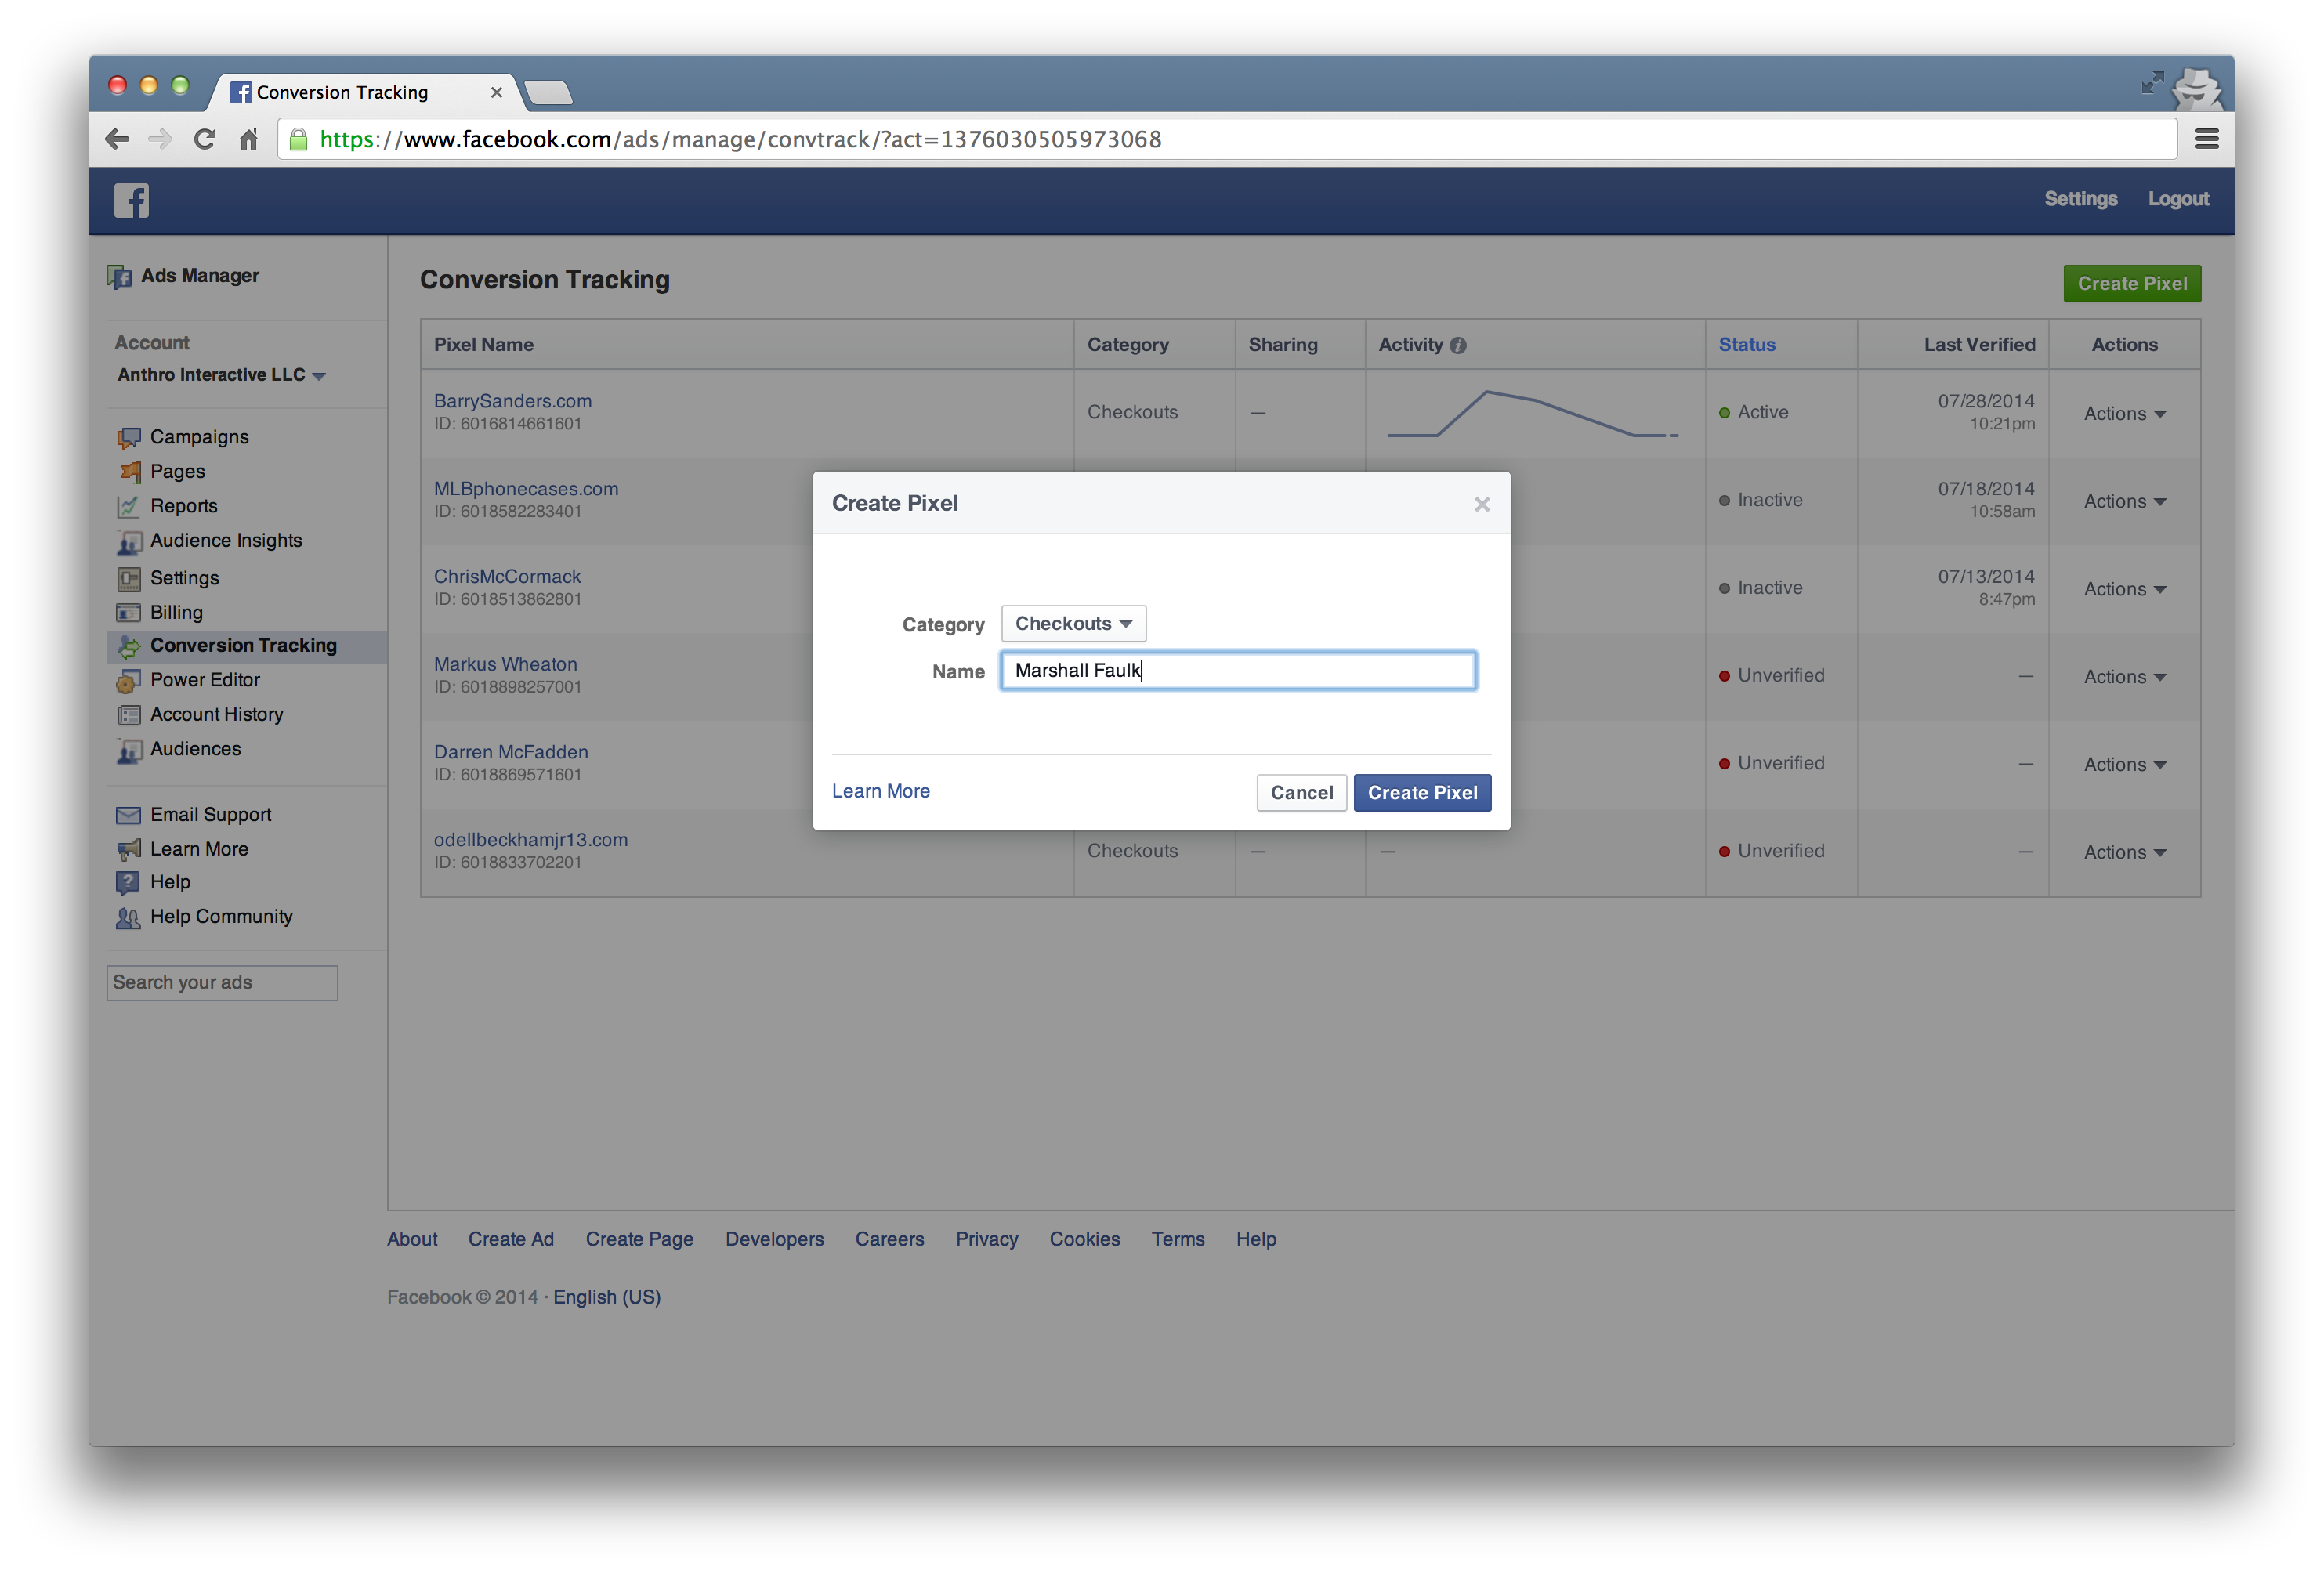 Conversion Tracking
https://www.facebook.com/ads/manage/convtrack/?act=1376030505973068
Settings Logout
Ads Manager
Account
Anthro Interactive LLC
Campaigns
Pages
Reports
Audience Insights
Settings
Billing
Conversion Tracking
Power Editor
Account History
Audiences
Email Support
Learn More
Help
Help Community
Search your ads
Conversion Tracking
Create Pixel
Pixel Name Category Sharing Activity Status Last Verified Actions
BarrySanders.com
ID: 6016814661601
Checkouts — Active
07/28/2014
10:21pm
Actions
MLBphonecases.com
ID: 6018582283401
Inactive
07/18/2014
10:58am
Actions
ChrisMcCormack
ID: 6018513862801
Inactive
07/13/2014
8:47pm
Actions
Markus Wheaton
ID: 6018898257001
Unverified — Actions
Darren McFadden
ID: 6018869571601
Unverified — Actions
odellbeckhamjr13.com
ID: 6018833702201
Checkouts — — Unverified — Actions
Create Pixel
Category Checkouts
Name Marshall Faulk
Learn More Cancel Create Pixel
About Create Ad Create Page Developers Careers Privacy Cookies Terms Help
Facebook © 2014 · English (US)